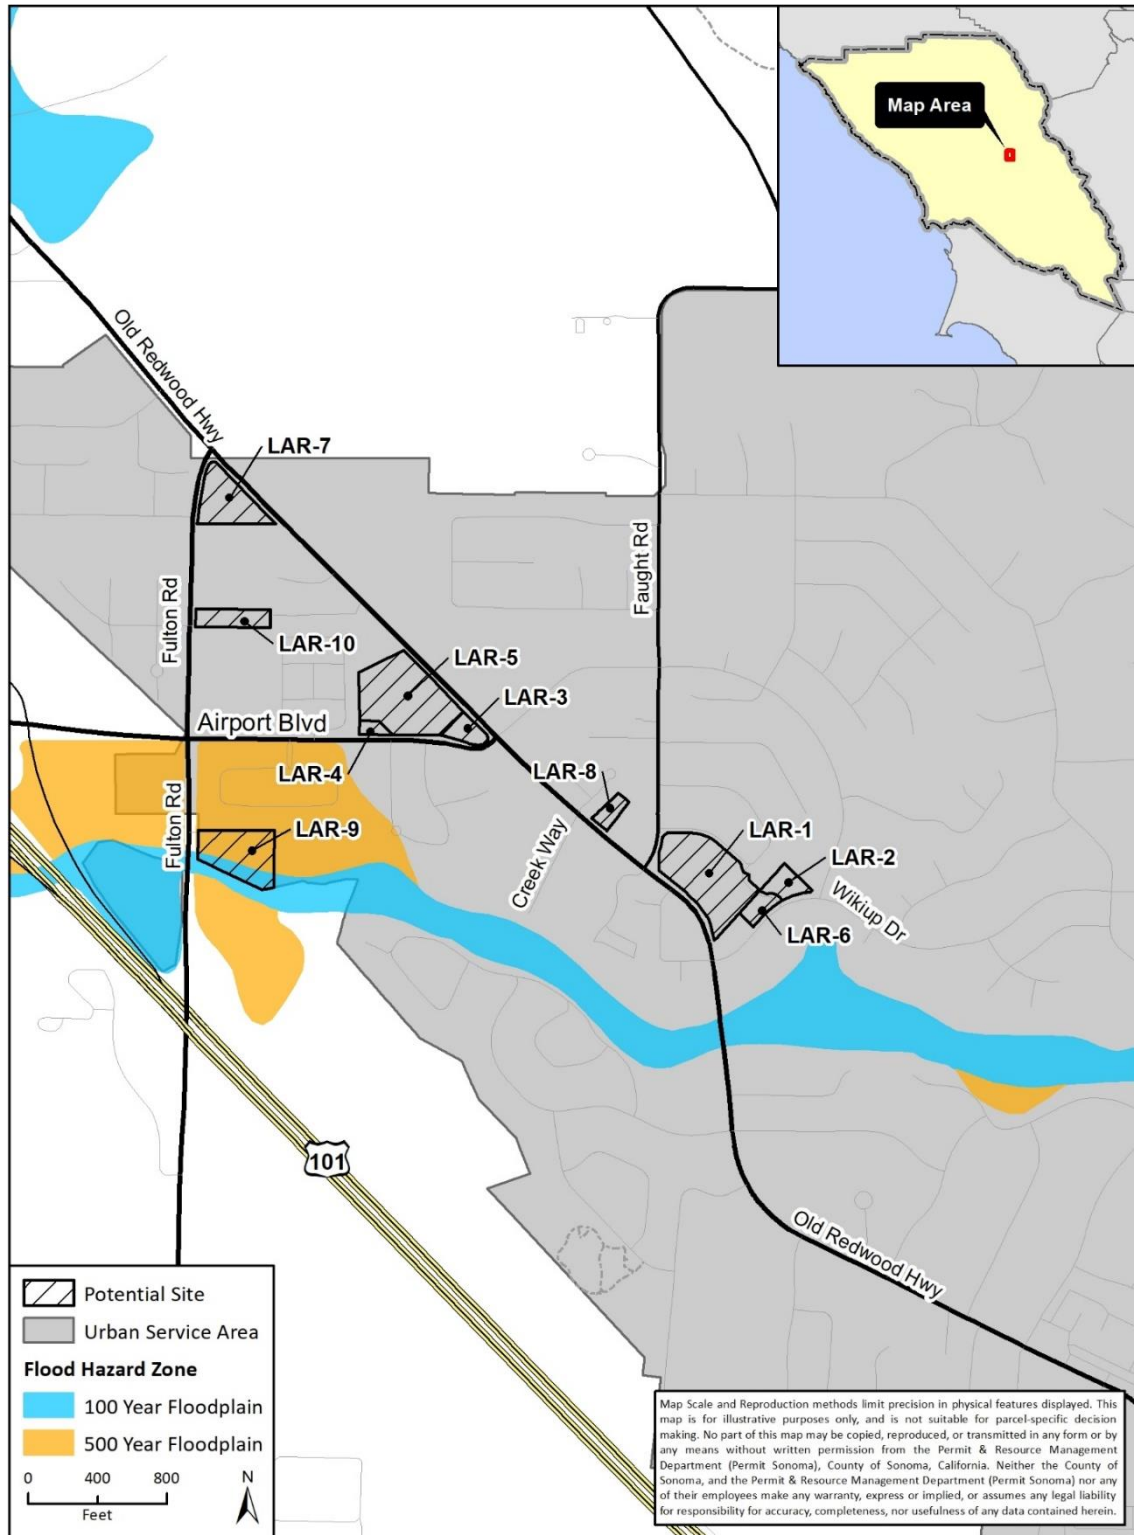 Map Area
Old Redwood Hwy
LAR-7
Faught Rd
Fulton Rd
LAR-10
LAR-5
LAR-3
Airport Blvd
LAR-4
LAR-8
Fulton Rd
LAR-9
LAR-1
Creek Way
LAR-2
Wikiup Dr
LAR-6
101
Old Redwood Hwy
Potential Site
Urban Service Area
Flood Hazard Zone
100 Year Floodplain
500 Year Floodplain
0 400 800
Feet
N
Map Scale and Reproduction methods limit precision in physical features displayed. This
map is for illustrative purposes only, and is not suitable for parcel-specific decision
making. No part of this map may be copied, reproduced, or transmitted in any form or by
any means without written permission from the Permit & Resource Management
Department (Permit Sonoma), County of Sonoma, California. Neither the County of
Sonoma, and the Permit & Resource Management Department (Permit Sonoma) nor any
of their employees make any warranty, express or implied, or assumes any legal liability
for responsibility for accuracy, completeness, nor usefulness of any data contained herein.